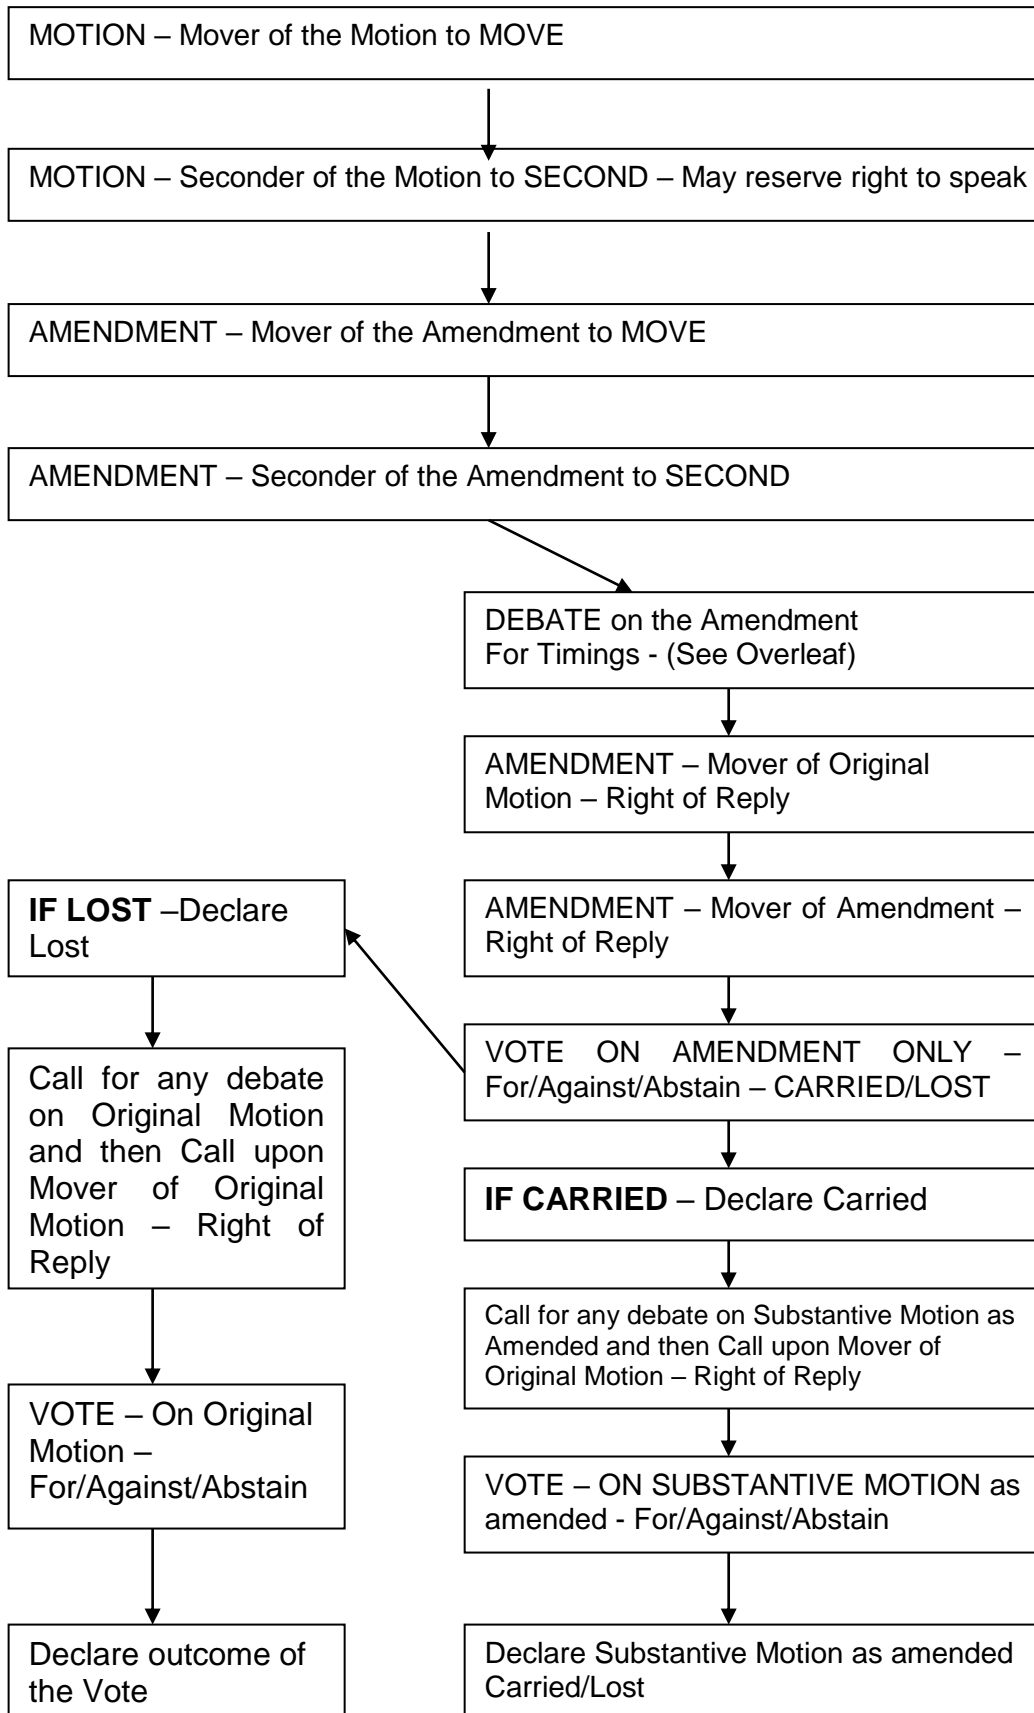 MOTION – Mover of the Motion to MOVE
MOTION – Seconder of the Motion to SECOND – May reserve right to speak
AMENDMENT – Mover of the Amendment to MOVE
AMENDMENT – Seconder of the Amendment to SECOND
DEBATE on the Amendment
For Timings - (See Overleaf)
AMENDMENT – Mover of Original
Motion – Right of Reply
AMENDMENT – Mover of Amendment –
Right of Reply
VOTE ON AMENDMENT ONLY –
For/Against/Abstain – CARRIED/LOST
IF LOST –Declare
Lost
Call for any debate
on Original Motion
and then Call upon
Mover of Original
Motion – Right of
Reply
VOTE – On Original
Motion –
For/Against/Abstain
Declare outcome of
the Vote
IF CARRIED – Declare Carried
Call for any debate on Substantive Motion as
Amended and then Call upon Mover of
Original Motion – Right of Reply
VOTE – ON SUBSTANTIVE MOTION as
amended - For/Against/Abstain
Declare Substantive Motion as amended
Carried/Lost